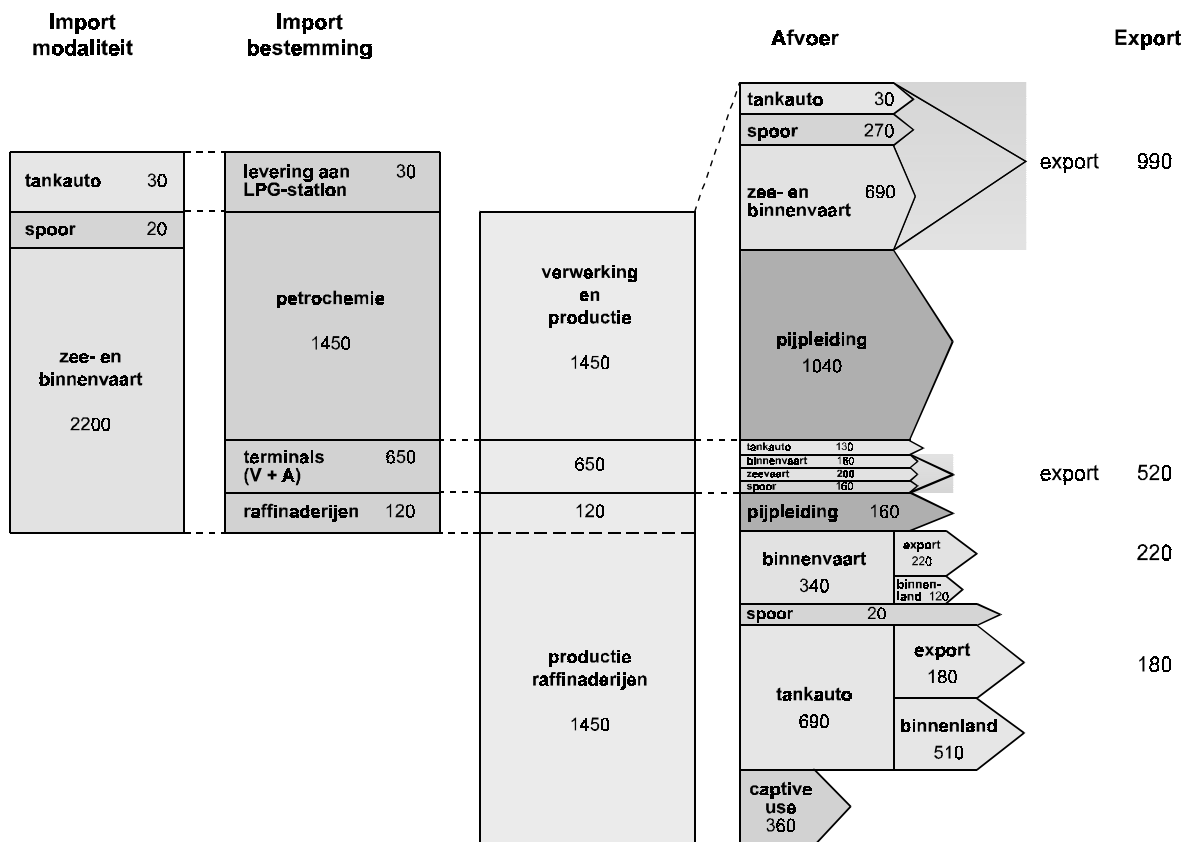 Import
modaliteit
Import
bestemming
Afvoer
Export
tankauto 30
spoor 20
zee- en
binnenvaart
2200
levering aan 30
LPG-station
petrochemie
1450
terminals 650
(V + A)
raffinaderijen 120
verwerking
en
productie
1450
650
120
productie
raffinaderijen
1450
tankauto 30
spoor 270
zee- en 690
binnenvaart
export 990
pijpleiding
1040
tankauto 130
binnenvaart 160
zeevaart 200
spoor 160
export 520
pijpleiding 160
binnenvaart
340
export
220
binnen-
land 120
220
spoor 20
tankauto
690
export
180
180
binnenland
510
captive
use
360